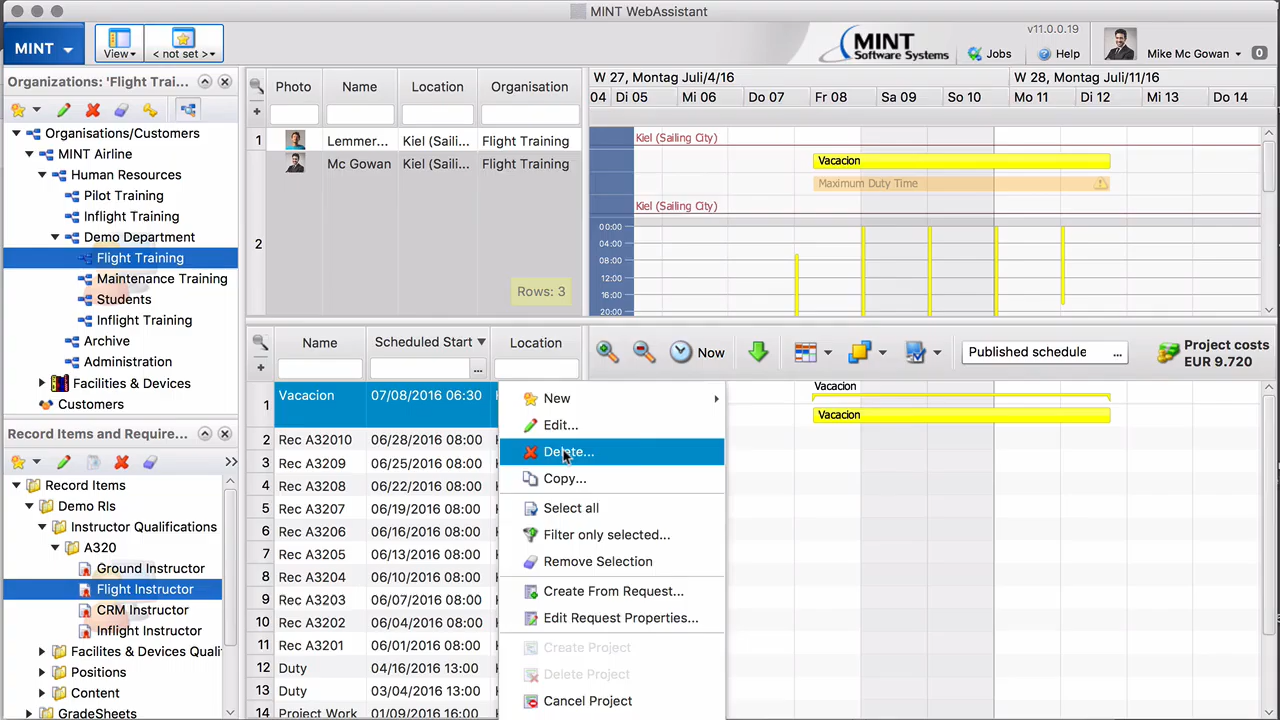 MINT WebAssistant
MINT
View
< not set >
MINT
Software Systems
v11.0.0.19
Jobs
Help
Mike Mc Gowan
0
Organizations: 'Flight Trai...
Organisations/Customers
MINT Airline
Human Resources
Pilot Training
Inflight Training
Demo Department
Flight Training
Maintenance Training
Students
Inflight Training
Archive
Administration
Facilities & Devices
Customers
Record Items and Require...
Record Items
Demo RIs
Instructor Qualifications
A320
Ground Instructor
Flight Instructor
CRM Instructor
Inflight Instructor
Facilites & Devices Quali
Positions
Content
GradeSheets
Photo Name Location Organisation
1 Lemmer... Kiel (Saili... Flight Training
Mc Gowan Kiel (Saili... Flight Training
2
Rows: 3
W 27, Montag Juli/4/16 W 28, Montag Juli/11/16
04 Di 05 Mi 06 Do 07 Fr 08 Sa 09 So 10 Mo 11 Di 12 Mi 13 Do 14
Kiel (Sailing City)
Vacacion
Maximum Duty Time
Kiel (Sailing City)
00:00
04:00
08:00
12:00
16:00
20:00
Name Scheduled Start Location
...
Now
Published schedule ...
Project costs
EUR 9.720
1 Vacacion 07/08/2016 06:30
2 Rec A32010 06/28/2016 08:00
3 Rec A3209 06/25/2016 08:00
4 Rec A3208 06/22/2016 08:00
5 Rec A3207 06/19/2016 08:00
6 Rec A3206 06/16/2016 08:00
7 Rec A3205 06/13/2016 08:00
8 Rec A3204 06/10/2016 08:00
9 Rec A3203 06/07/2016 08:00
10 Rec A3202 06/04/2016 08:00
11 Rec A3201 06/01/2016 08:00
12 Duty 04/16/2016 13:00
13 Duty 03/04/2016 13:00
14 Project Work 01/09/2016 16:00
New
Edit...
Delete...
Copy...
Select all
Filter only selected...
Remove Selection
Create From Request...
Edit Request Properties...
Create Project
Delete Project
Cancel Project
Vacacion
Vacacion